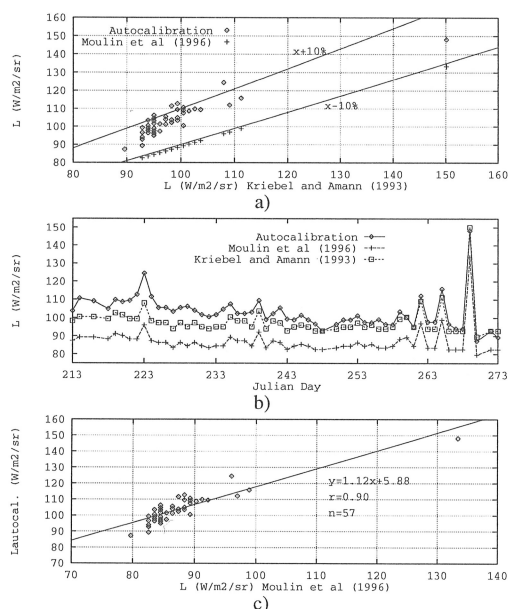 160
150
140
130
120
110
100
90
80
L (W/m2/sr)
Autocalibration
Moulin et al (1996)
x+10%
x-10%
80 90 100 110 120 130 140 150 160
L (W/m2/sr) Kriebel and Amann (1993)
a)
150
140
130
120
110
100
90
80
L (W/m2/sr)
Autocalibration
Moulin et al (1996)
Kriebel and Amann (1993)
213 223 233 243 253 263 273
Julian Day
b)
160
150
140
130
120
110
100
90
80
70
Lautocal. (W/m2/sr)
y=1.12x+5.88
r=0.90
n=57
70 80 90 100 110 120 130 140
L (W/m2/sr) Moulin et al (1996)
c)